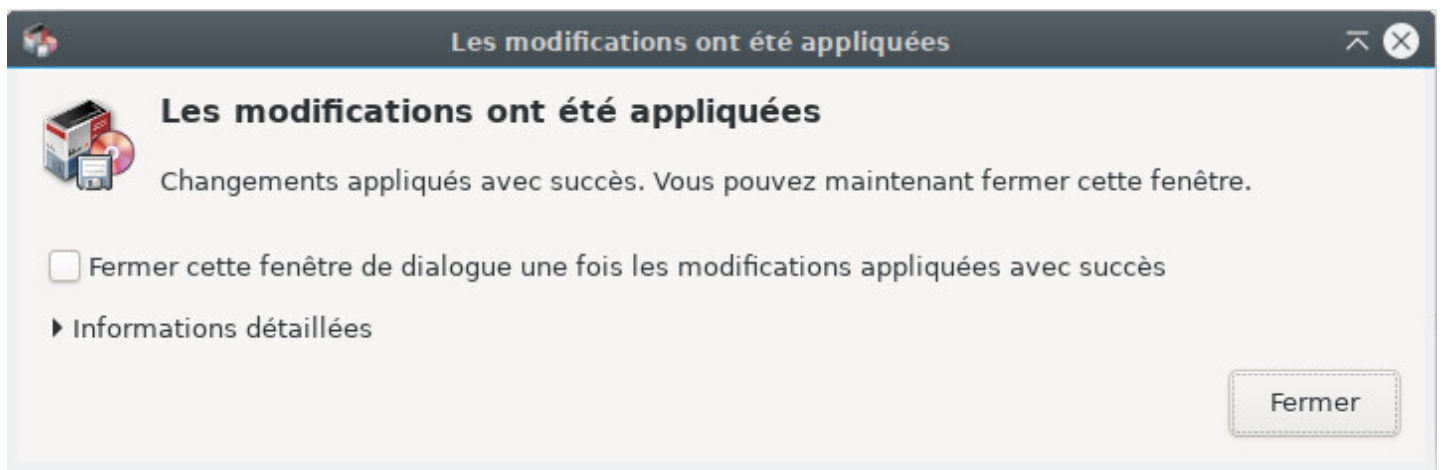 Les modifications ont été appliquées
Les modifications ont été appliquées
Changements appliqués avec succès. Vous pouvez maintenant fermer cette fenêtre.
Fermer cette fenêtre de dialogue une fois les modifications appliquées avec succès
Informations détaillées
Fermer